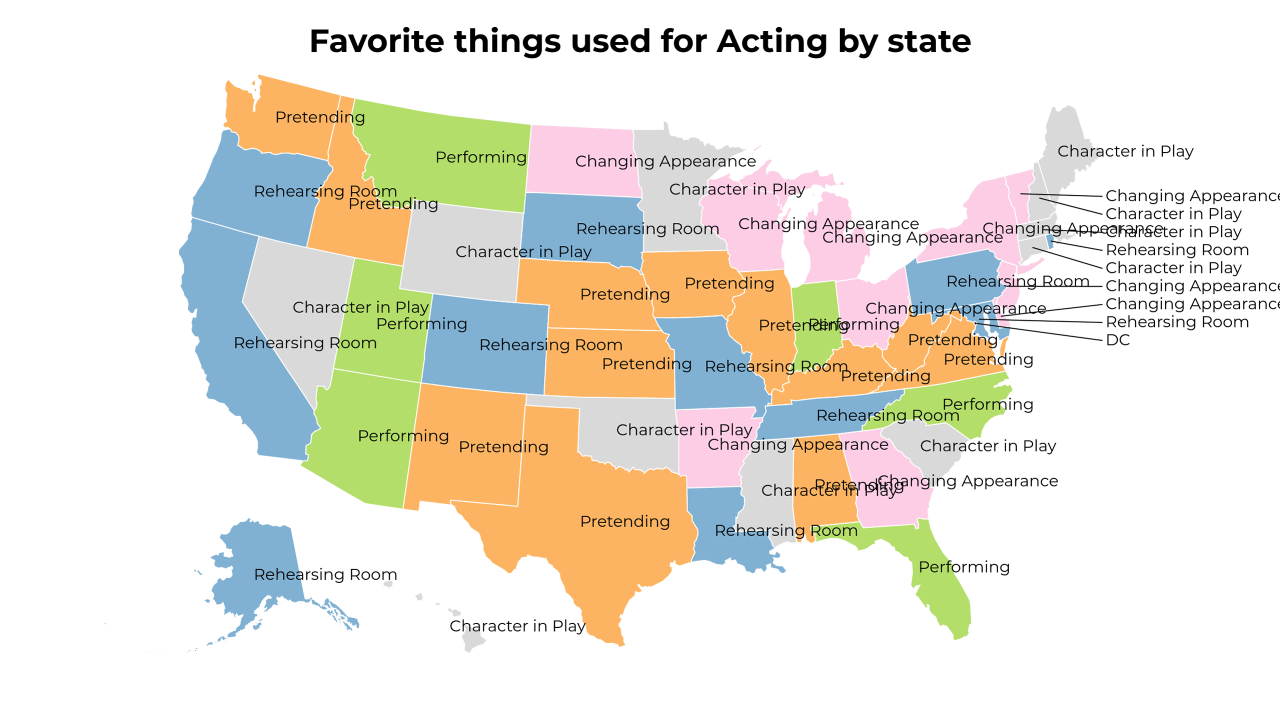 Favorite things used for Acting by state
Pretending
Character in Play
Performing
Changing Appearance
Character in Play
Rehearsing Room
Changing Appearance
Pretending
Character in Play
Changing Appearance
Rehearsing Room
Changing Appearance
Character in Play
Changing Appearance
Rehearsing Room
Character in Play
Character in Play
Rehearsing Room
Pretending
Rehearsing Room
Changing Appearance
Pretending
Character in Play
Changing Appearance
Changing Appearance
Performing
Pretending
Performing
Rehearsing Room
DC
Rehearsing Room
Rehearsing Room
Pretending
Pretending
Pretending
Rehearsing Room
Pretending
Performing
Rehearsing Room
Character in Play
Performing
Pretending
Changing Appearance
Character in Play
Changing Appearance
Pretending
Character in Play
Pretending
Rehearsing Room
Performing
Rehearsing Room
Character in Play